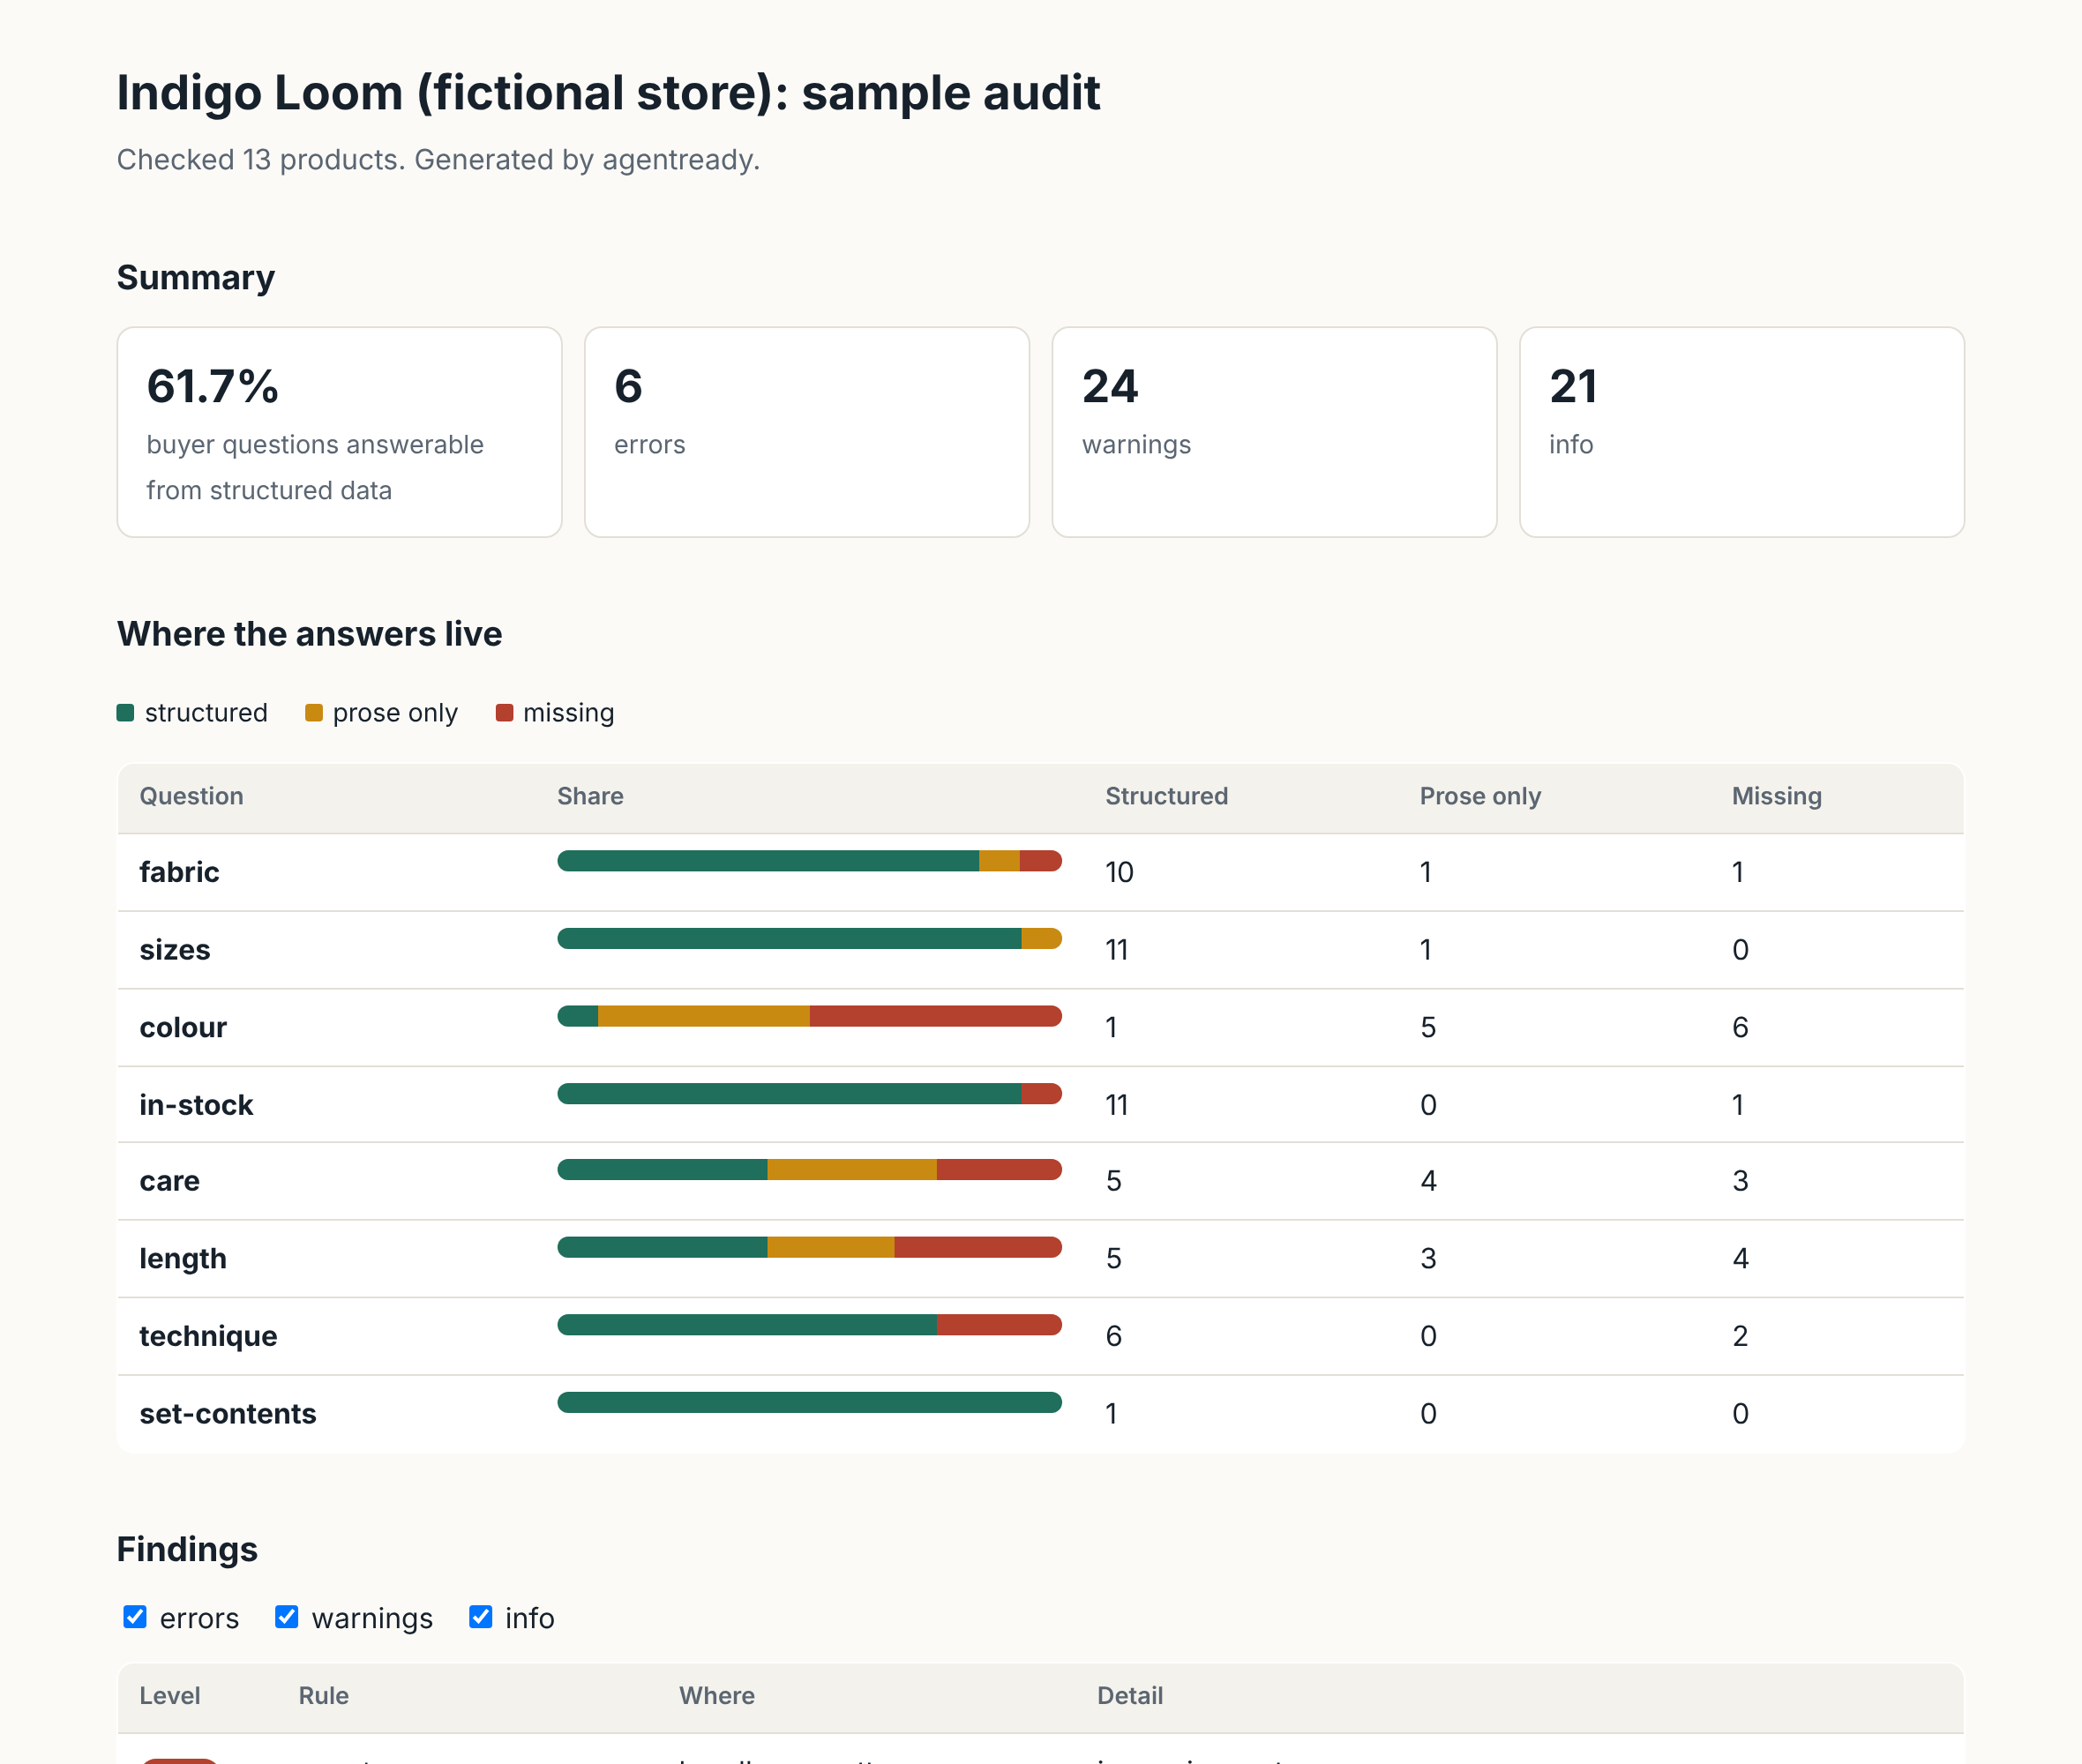 Indigo Loom (fictional store): sample audit
Checked 13 products. Generated by agentready.
Summary
61.7%
buyer questions answerable
from structured data
6
errors
24
warnings
21
info
Where the answers live
structured prose only missing
Question Share Structured Prose only Missing
fabric 10 1 1
sizes 11 1 0
colour 1 5 6
in-stock 11 0 1
care 5 4 3
length 5 3 4
technique 6 0 2
set-contents 1 0 0
Findings
errors warnings info
Level Rule Where Detail